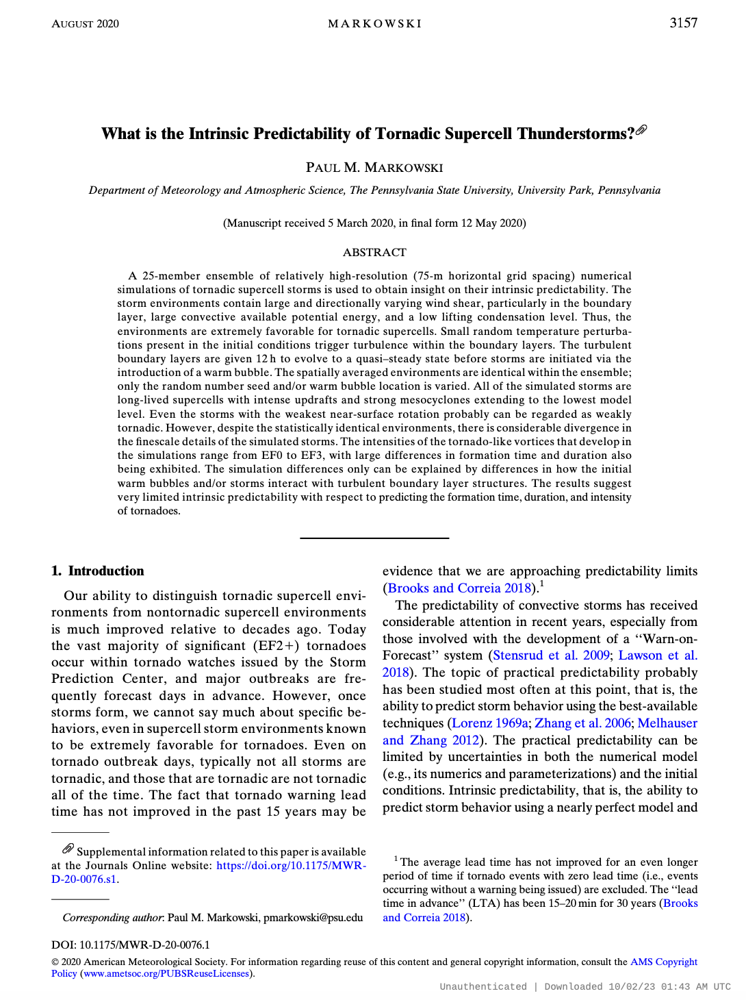 AUGUST 2020 MARKOWSKI 3157
What is the Intrinsic Predictability of Tornadic Supercell Thunderstorms?
PAUL M. MARKOWSKI
Department of Meteorology and Atmospheric Science, The Pennsylvania State University, University Park, Pennsylvania
(Manuscript received 5 March 2020, in final form 12 May 2020)
ABSTRACT
A 25-member ensemble of relatively high-resolution (75-m horizontal grid spacing) numerical
simulations of tornadic supercell storms is used to obtain insight on their intrinsic predictability. The
storm environments contain large and directionally varying wind shear, particularly in the boundary
layer, large convective available potential energy, and a low lifting condensation level. Thus, the
environments are extremely favorable for tornadic supercells. Small random temperature perturba-
tions present in the initial conditions trigger turbulence within the boundary layers. The turbulent
boundary layers are given 12 h to evolve to a quasi–steady state before storms are initiated via the
introduction of a warm bubble. The spatially averaged environments are identical within the ensemble;
only the random number seed and/or warm bubble location is varied. All of the simulated storms are
long-lived supercells with intense updrafts and strong mesocyclones extending to the lowest model
level. Even the storms with the weakest near-surface rotation probably can be regarded as weakly
tornadic. However, despite the statistically identical environments, there is considerable divergence in
the finescale details of the simulated storms. The intensities of the tornado-like vortices that develop in
the simulations range from EF0 to EF3, with large differences in formation time and duration also
being exhibited. The simulation differences only can be explained by differences in how the initial
warm bubbles and/or storms interact with turbulent boundary layer structures. The results suggest
very limited intrinsic predictability with respect to predicting the formation time, duration, and intensity
of tornadoes.
1. Introduction
Our ability to distinguish tornadic supercell envi-
ronments from nontornadic supercell environments
is much improved relative to decades ago. Today
the vast majority of significant (EF2+) tornadoes
occur within tornado watches issued by the Storm
Prediction Center, and major outbreaks are fre-
quently forecast days in advance. However, once
storms form, we cannot say much about specific be-
haviors, even in supercell storm environments known
to be extremely favorable for tornadoes. Even on
tornado outbreak days, typically not all storms are
tornadic, and those that are tornadic are not tornadic
all of the time. The fact that tornado warning lead
time has not improved in the past 15 years may be
evidence that we are approaching predictability limits
(Brooks and Correia 2018).1
The predictability of convective storms has received
considerable attention in recent years, especially from
those involved with the development of a ‘‘Warn-on-
Forecast’’ system (Stensrud et al. 2009; Lawson et al.
2018). The topic of practical predictability probably
has been studied most often at this point, that is, the
ability to predict storm behavior using the best-available
techniques (Lorenz 1969a; Zhang et al. 2006; Melhauser
and Zhang 2012). The practical predictability can be
limited by uncertainties in both the numerical model
(e.g., its numerics and parameterizations) and the initial
conditions. Intrinsic predictability, that is, the ability to
predict storm behavior using a nearly perfect model and
Supplemental information related to this paper is available
at the Journals Online website: https://doi.org/10.1175/MWR-
D-20-0076.s1.
Corresponding author: Paul M. Markowski, pmarkowski@psu.edu
1 The average lead time has not improved for an even longer
period of time if tornado events with zero lead time (i.e., events
occurring without a warning being issued) are excluded. The ‘‘lead
time in advance’’ (LTA) has been 15–20 min for 30 years (Brooks
and Correia 2018).
DOI: 10.1175/MWR-D-20-0076.1
© 2020 American Meteorological Society. For information regarding reuse of this content and general copyright information, consult the AMS Copyright
Policy (www.ametsoc.org/PUBSReuseLicenses).
Unauthenticated | Downloaded 10/02/23 01:43 AM UTC